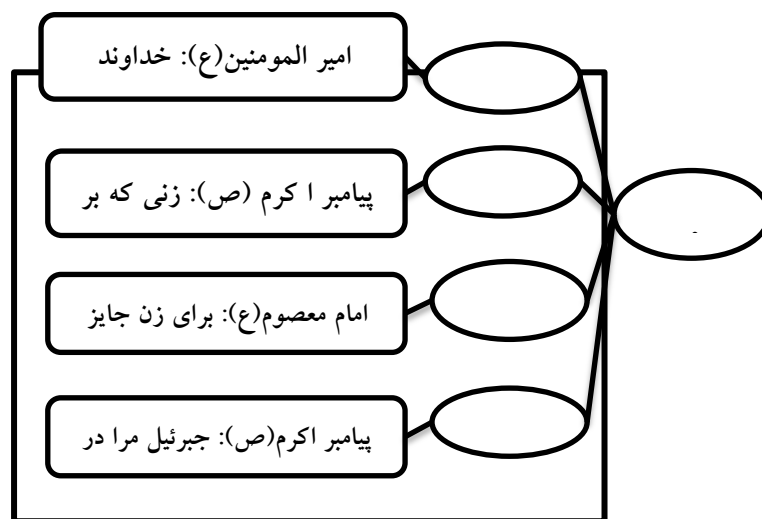 امیر المومنین(ع): خداوند
پیامبر ا کرم (ص): زنی که بر
امام معصوم(ع): برای زن جایز
پیامبر اکرم(ص): جبرئیل مرا در